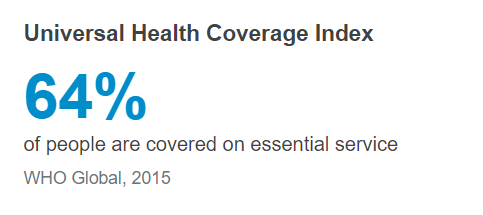 Universal Health Coverage Index
64%
of people are covered on essential service
WHO Global, 2015